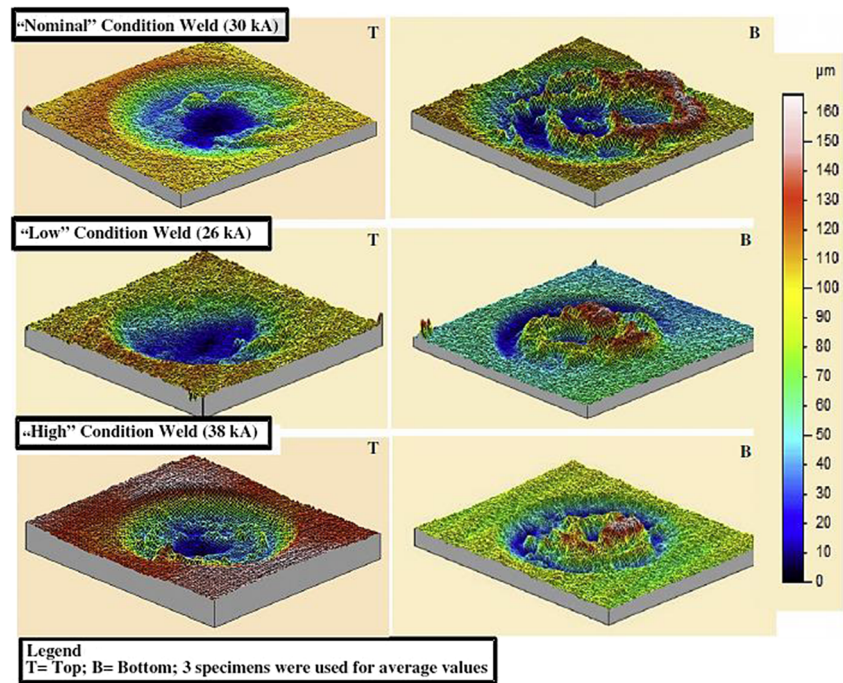 “Nominal” Condition Weld (30 kA)
T
B
“Low” Condition Weld (26 kA)
T
B
“High” Condition Weld (38 kA)
T
B
µm
160
150
140
130
120
110
100
90
80
70
60
50
40
30
20
10
0
Legend
T= Top; B= Bottom; 3 specimens were used for average values